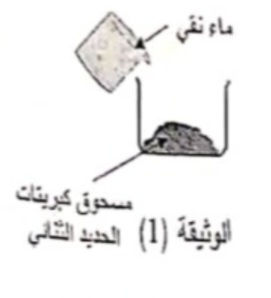 ماء نقي
مسحوق كبريتات
الحديد الثنائي
الوثيقة (1)